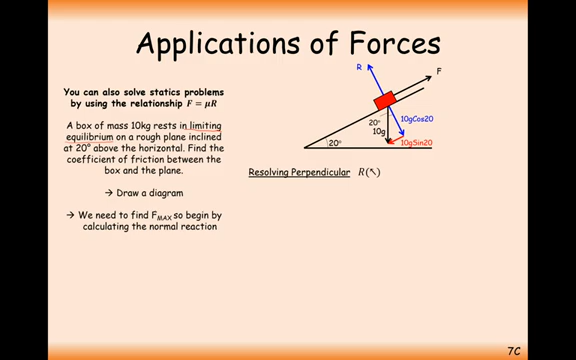 Applications of Forces
You can also solve statics problems
by using the relationship F = μR
A box of mass 10kg rests in limiting
equilibrium on a rough plane inclined
at 20° above the horizontal. Find the
coefficient of friction between the
box and the plane.
→ Draw a diagram
→ We need to find FMAX so begin by
calculating the normal reaction
R
F
20°
10g
10gCos20
10gSin20
20°
Resolving Perpendicular R(↖)
7C